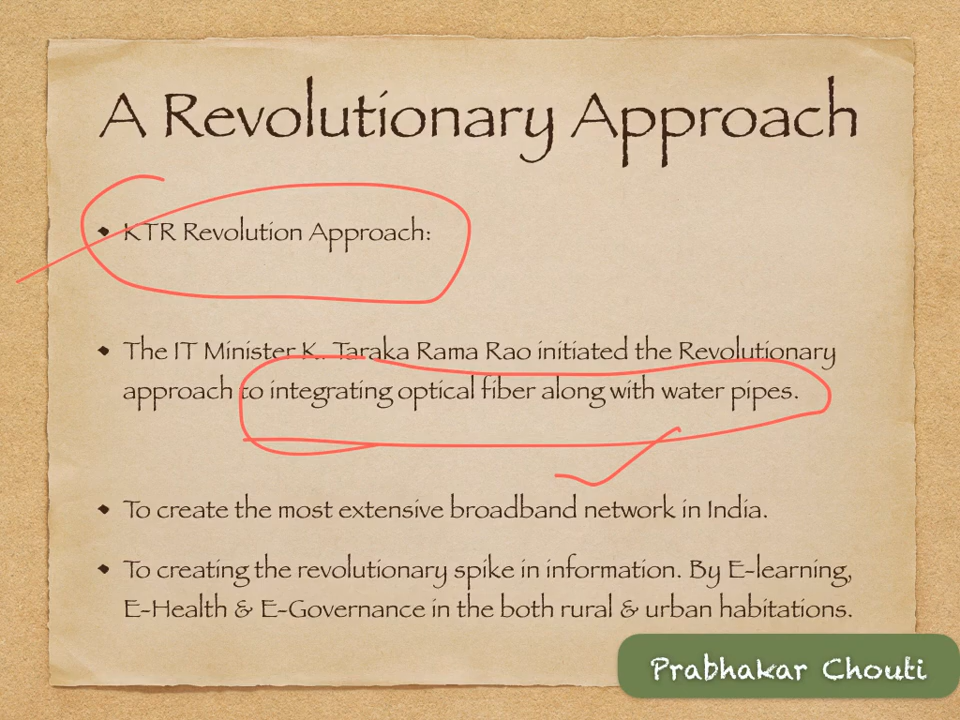 A Revolutionary Approach
KTR Revolution Approach:
The IT Minister K. Taraka Rama Rao initiated the Revolutionary
approach to integrating optical fiber along with water pipes.
To create the most extensive broadband network in India.
To creating the revolutionary spike in information. By E-learning,
E-Health & E-Governance in the both rural & urban habitations.
Prabhakar Chouti